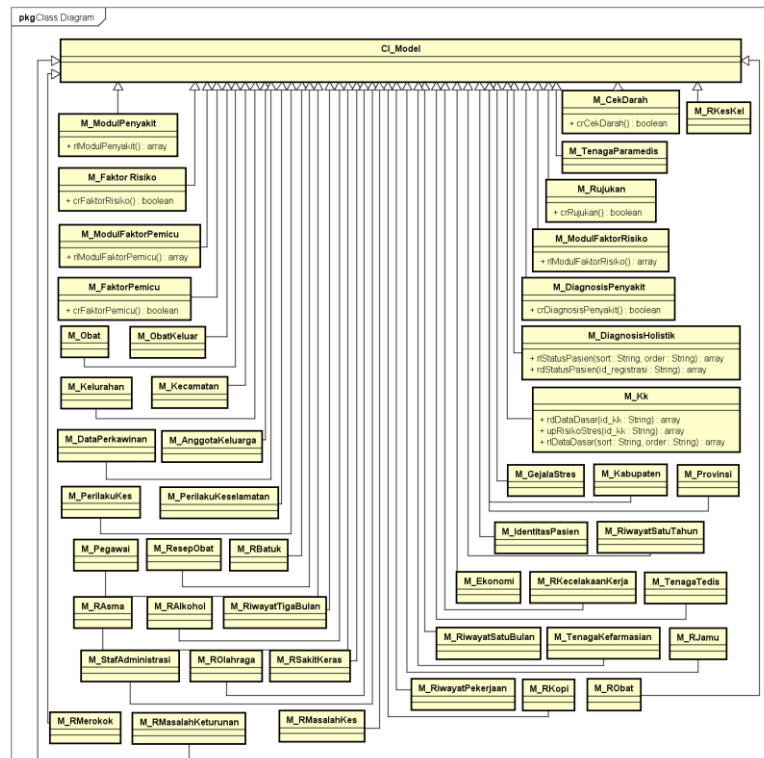 pkg Class Diagram
CI_Model
M_CekDarah
+ crCekDarah() : boolean
M_RKesKel
M_ModulPenyakit
+ rlModulPenyakit() : array
M_TenagaParamedis
M_Faktor Risiko
+ crFaktorRisiko() : boolean
M_Rujukan
+ crRujukan() : boolean
M_ModulFaktorPemicu
+ rlModulFaktorPemicu() : array
M_ModulFaktorRisiko
+ rlModulFaktorRisiko() : array
M_FaktorPemicu
+ crFaktorPemicu() : boolean
M_DiagnosisPenyakit
+ crDiagnosisPenyakit() : boolean
M_Obat
M_ObatKeluar
M_DiagnosisHolistik
+ rlStatusPasien(sort : String, order : String) : array
+ rdStatusPasien(id_registrasi : String) : array
M_Kelurahan
M_Kecamatan
M_Kk
+ rdDataDasar(id_kk : String) : array
+ upRisikoStres(id_kk : String) : array
+ rlDataDasar(sort : String, order : String) : array
M_DataPerkawinan
M_AnggotaKeluarga
M_GejalaStres
M_Kabupaten
M_Provinsi
M_PerilakuKes
M_PerilakuKeselamatan
M_IdentitasPasien
M_RiwayatSatuTahun
M_Pegawai
M_ResepObat
M_RBatuk
M_Ekonomi
M_RKecelakaanKerja
M_TenagaTedis
M_RAsma
M_RAlkohol
M_RiwayatTigaBulan
M_RiwayatSatuBulan
M_TenagaKefarmasian
M_RJamu
M_StafAdministrasi
M_ROlahraga
M_RSakitKeras
M_RiwayatPekerjaan
M_RKopi
M_RObat
M_RMerokok
M_RMasalahKeturunan
M_RMasalahKes